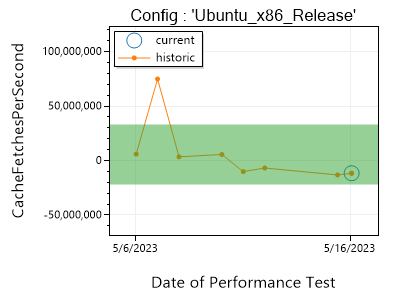 Config : 'Ubuntu_x86_Release'
current
historic
CacheFetchesPerSecond
100,000,000
50,000,000
0
-50,000,000
5/6/2023
5/16/2023
Date of Performance Test